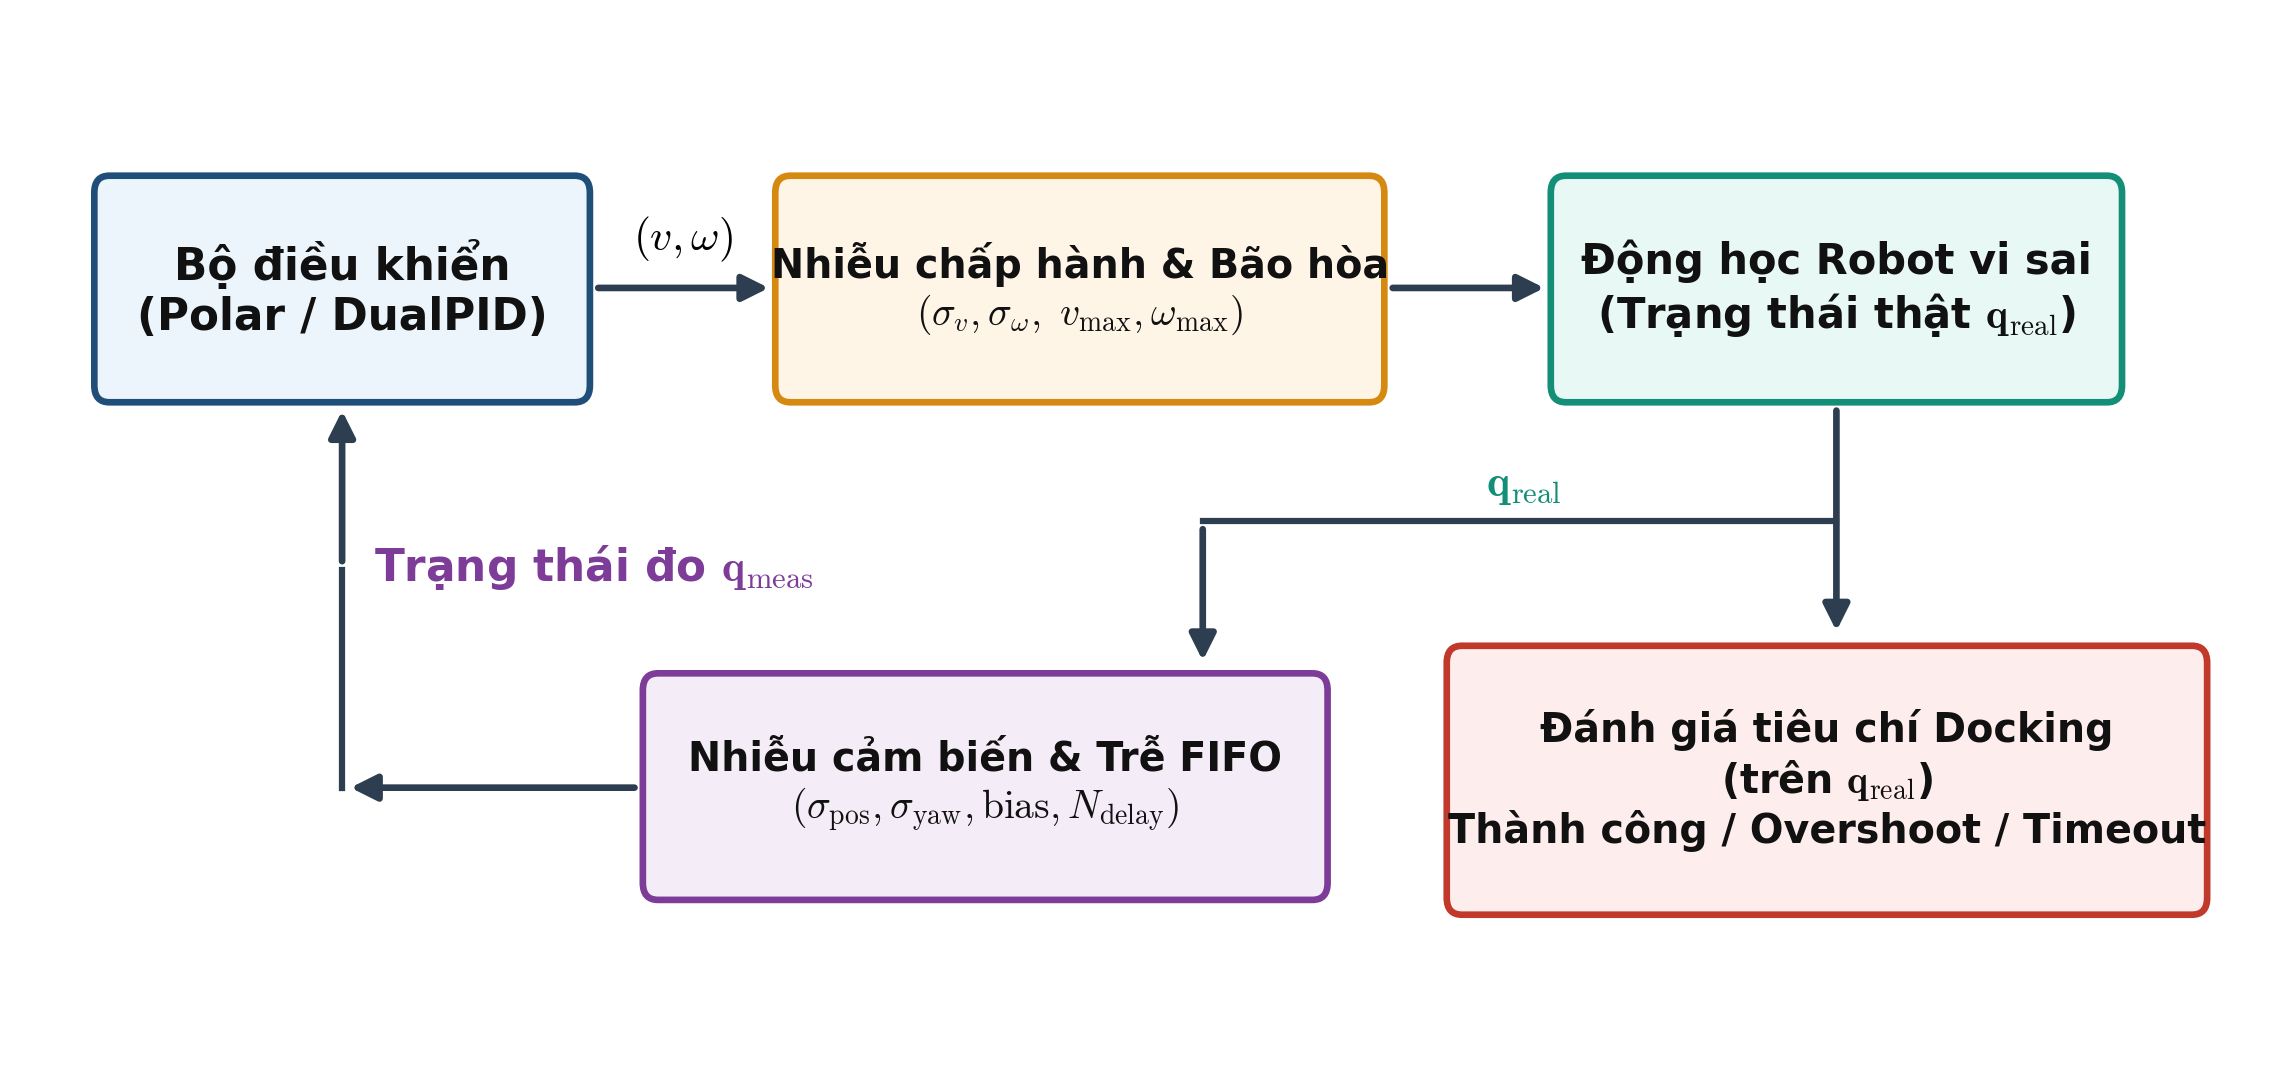 Bộ điều khiển
(Polar / DualPID)
(v, ω)
Nhiễu chấp hành & Bão hòa
(σ_v, σ_ω, v_max, ω_max)
Động học Robot vi sai
(Trạng thái thật q_real)
q_real
Trạng thái đo q_meas
Nhiễu cảm biến & Trễ FIFO
(σ_pos, σ_yaw, bias, N_delay)
Đánh giá tiêu chí Docking
(trên q_real)
Thành công / Overshoot / Timeout